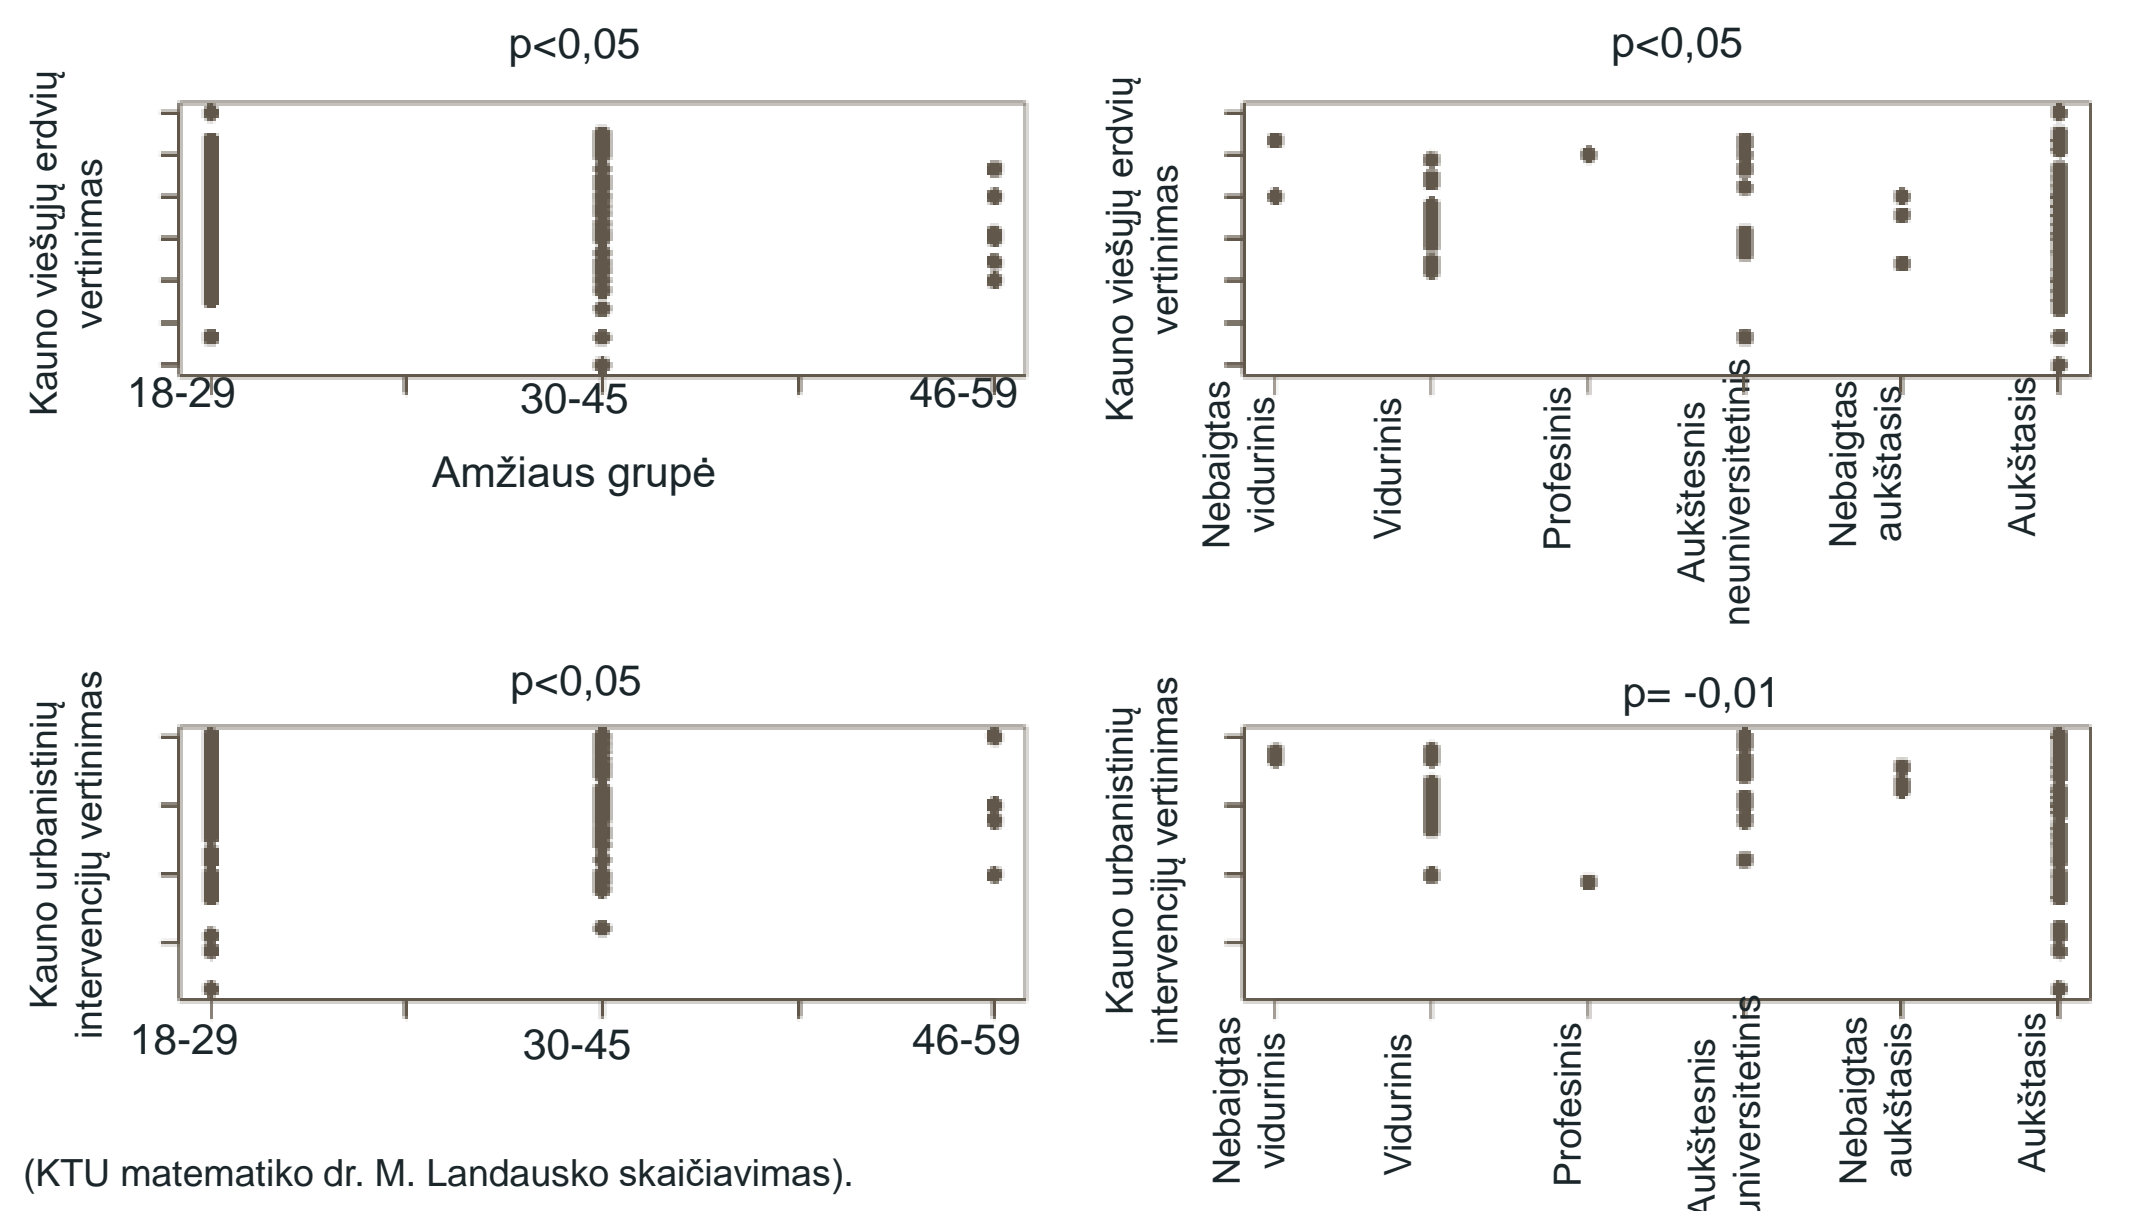 p<0,05
Kauno viešųjų erdvių
vertinimas
18-29
30-45
46-59
Amžiaus grupė
p<0,05
Kauno viešųjų erdvių
vertinimas
Nebaigtas
vidurinis
Vidurinis
Profesinis
Aukštesnis
neuniversitetinis
Nebaigtas
aukštasis
Aukštasis
p<0,05
Kauno urbanistinių
intervencijų vertinimas
18-29
30-45
46-59
p= -0,01
Kauno urbanistinių
intervencijų vertinimas
Nebaigtas
vidurinis
Vidurinis
Profesinis
Aukštesnis
universitetinis
Nebaigtas
aukštasis
Aukštasis
(KTU matematiko dr. M. Landausko skaičiavimas).